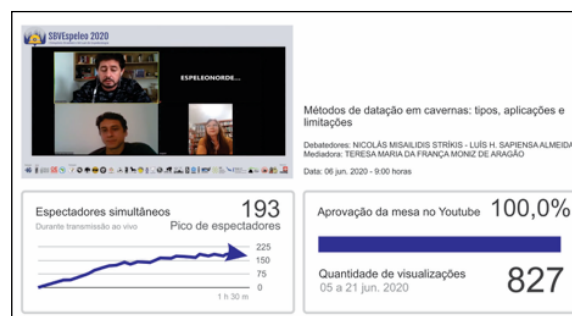 SBVEspeleo 2020
ESPELEONORDE...
Métodos de datação em cavernas: tipos, aplicações e
limitações
Debatedores: NICOLÁS MISAILIDIS STRÍKIS - LUÍS H. SAPIENSA ALMEIDA
Mediadora: TERESA MARIA DA FRANÇA MONIZ DE ARAGÃO
Data: 06 jun. 2020 - 9:00 horas
Espectadores simultâneos
Durante transmissão ao vivo
193
Pico de espectadores
225
150
75
0
1 h 30 m
Aprovação da mesa no Youtube 100,0%
Quantidade de visualizações
05 a 21 jun. 2020
827